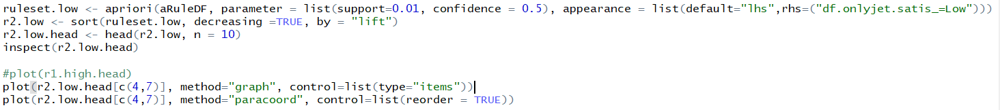 ruleset.low <- apriori(aRuleDF, parameter = list(support=0.01, confidence = 0.5), appearance = list(default="lhs",rhs=("df.onlyjet.satis_=Low")))
r2.low <- sort(ruleset.low, decreasing =TRUE, by = "lift")
r2.low.head <- head(r2.low, n = 10)
inspect(r2.low.head)
#plot(r1.high.head)
plot(r2.low.head[c(4,7)], method="graph", control=list(type="items"))
plot(r2.low.head[c(4,7)], method="paracoord", control=list(reorder = TRUE))